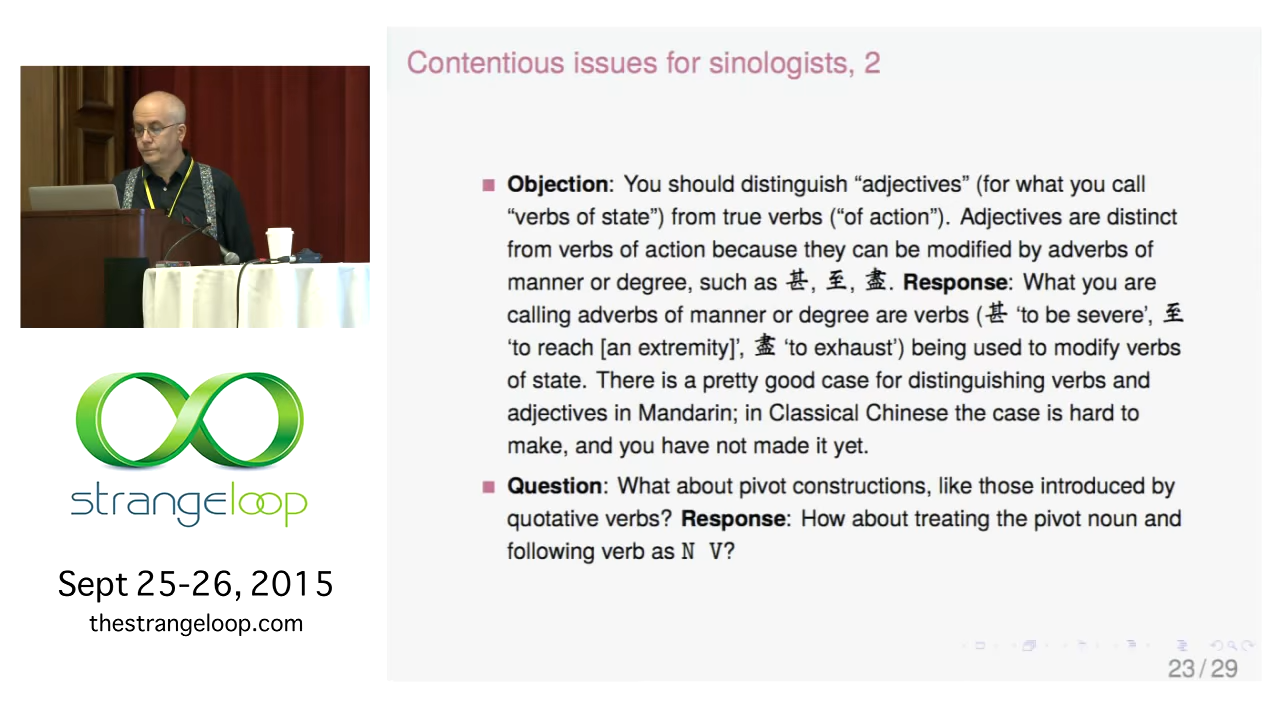 Contentious issues for sinologists, 2
Objection: You should distinguish “adjectives” (for what you call
“verbs of state”) from true verbs (“of action”). Adjectives are distinct
from verbs of action because they can be modified by adverbs of
manner or degree, such as 甚, 至, 盡. Response: What you are
calling adverbs of manner or degree are verbs (甚 ‘to be severe’, 至
‘to reach [an extremity]’, 盡 ‘to exhaust’) being used to modify verbs
of state. There is a pretty good case for distinguishing verbs and
adjectives in Mandarin; in Classical Chinese the case is hard to
make, and you have not made it yet.
Question: What about pivot constructions, like those introduced by
quotative verbs? Response: How about treating the pivot noun and
following verb as N V?
23 / 29
strangeloop
Sept 25-26, 2015
thestrangeloop.com